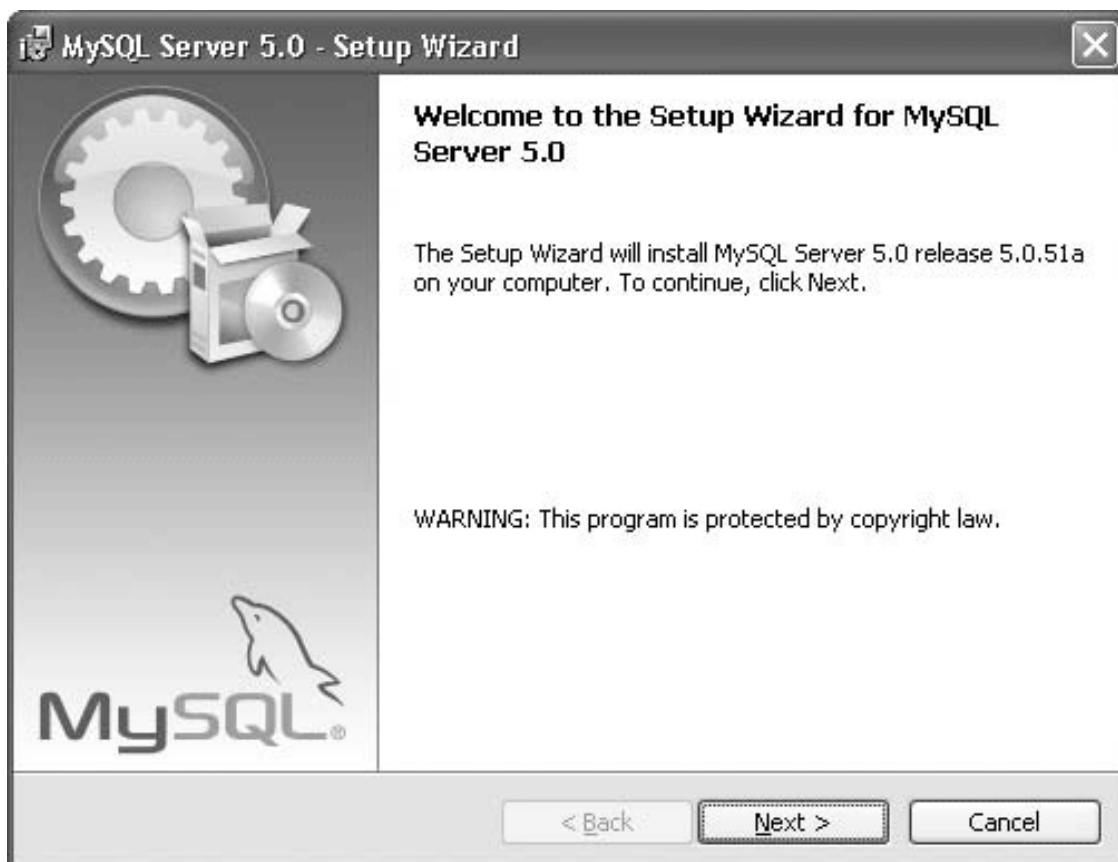 MySQL Server 5.0 - Setup Wizard
Welcome to the Setup Wizard for MySQL
Server 5.0
The Setup Wizard will install MySQL Server 5.0 release 5.0.51a
on your computer. To continue, click Next.
WARNING: This program is protected by copyright law.
MySQL®
< Back
Next >
Cancel